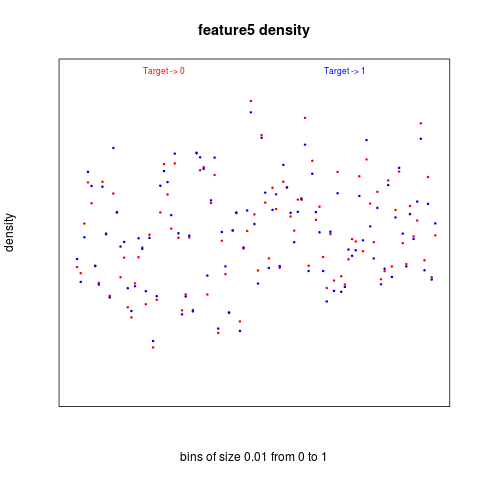 feature5 density
Target -> 0
Target -> 1
density
bins of size 0.01 from 0 to 1